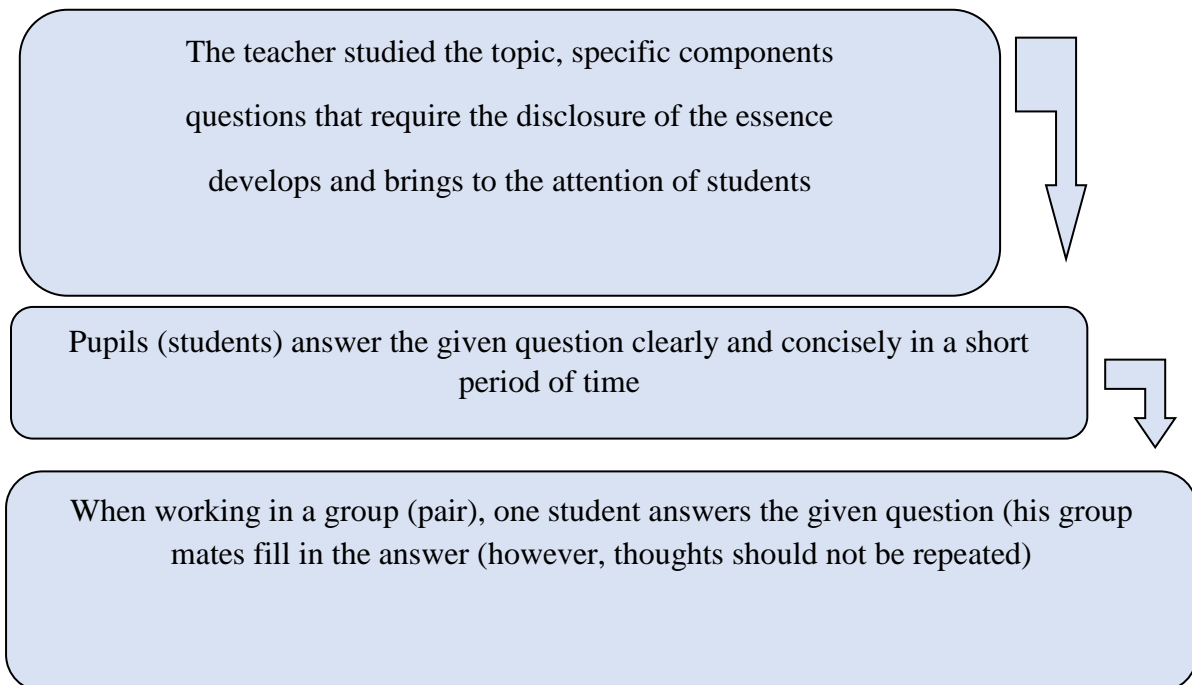 The teacher studied the topic, specific components
questions that require the disclosure of the essence
develops and brings to the attention of students
Pupils (students) answer the given question clearly and concisely in a short
period of time
When working in a group (pair), one student answers the given question (his group
mates fill in the answer (however, thoughts should not be repeated)